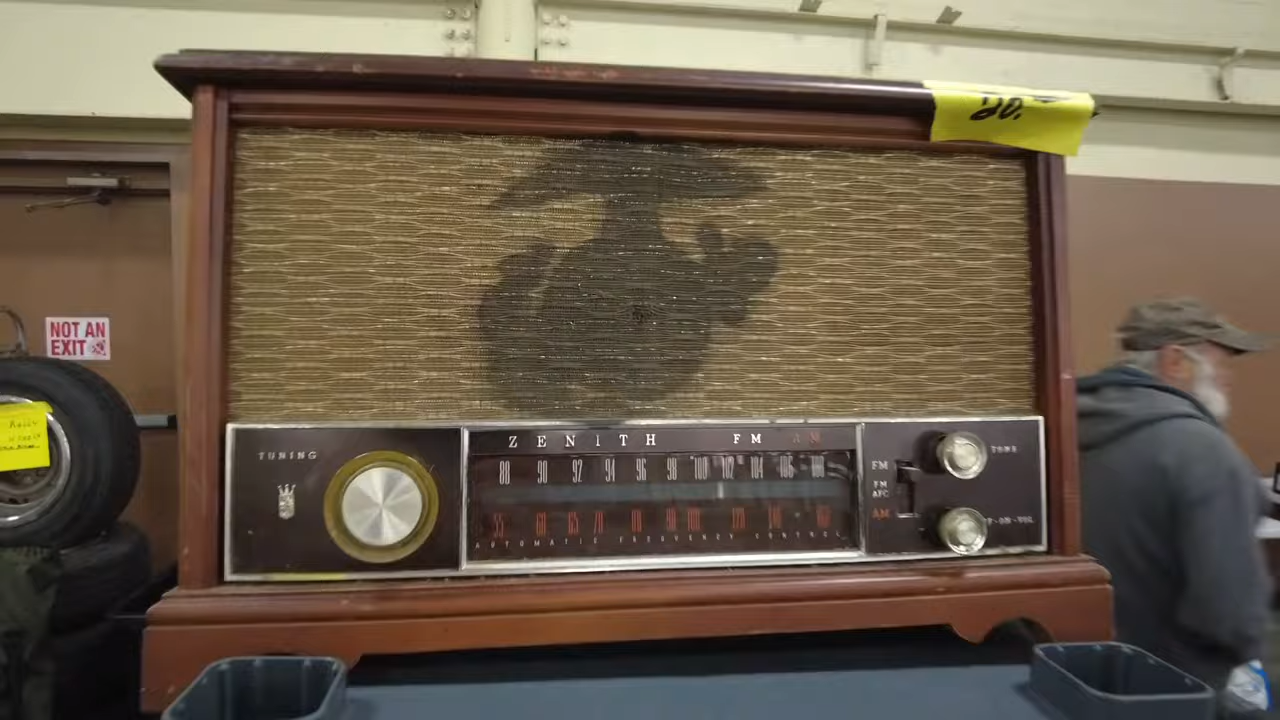 20.
NOT AN
EXIT
TUNING
ZENITH FM AM
88 90 92 94 96 98 100 102 104 106 108
55 60 65 70 80 90 100 120 140 160
AUTOMATIC FREQUENCY CONTROL
FM
FM
AFC
AM
TONE